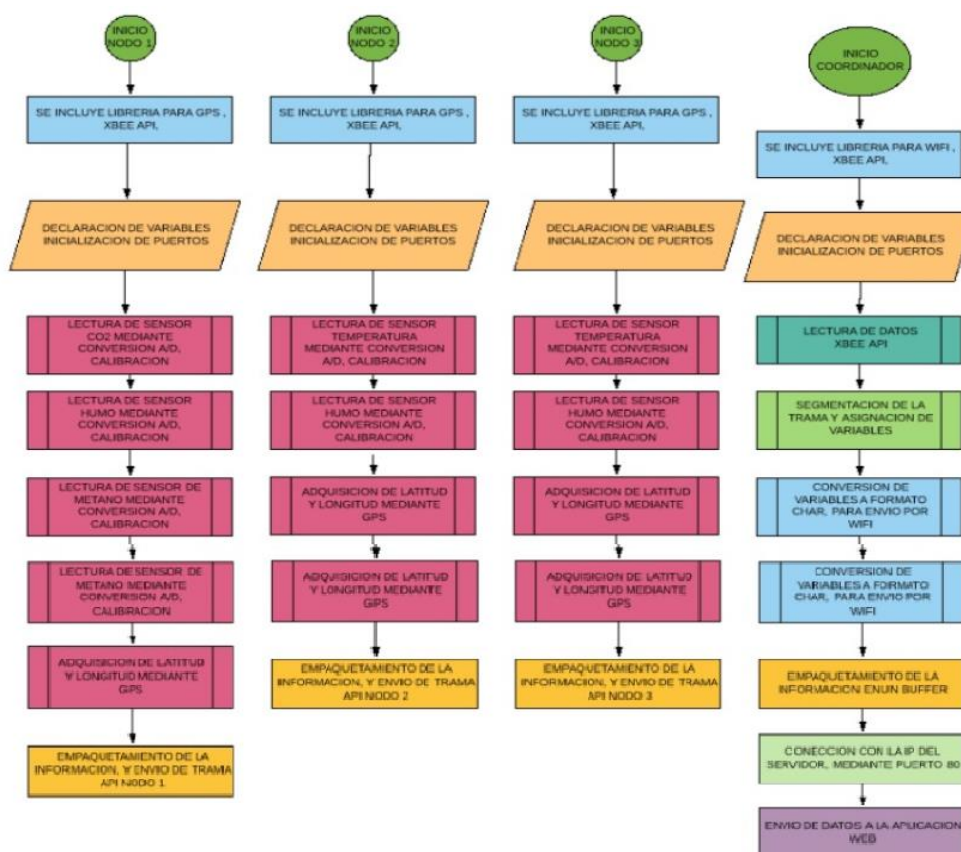 INICIO
NODO 1
SE INCLUYE LIBRERIA PARA GPS ,
XBEE API,
DECLARACION DE VARIABLES
INICIALIZACION DE PUERTOS
LECTURA DE SENSOR
CO2 MEDIANTE
CONVERSION A/D,
CALIBRACION
LECTURA DE SENSOR
HUMO MEDIANTE
CONVERSION A/D,
CALIBRACION
LECTURA DE SENSOR DE
METANO MEDIANTE
CONVERSION A/D,
CALIBRACION
LECTURA DE SENSOR DE
METANO MEDIANTE
CONVERSION A/D,
CALIBRACION
ADQUISICION DE LATITUD
Y LONGITUD MEDIANTE
GPS
EMPAQUETAMIENTO DE LA
INFORMACION, Y ENVIO DE TRAMA
API NODO 1
INICIO
NODO 2
SE INCLUYE LIBRERIA PARA GPS ,
XBEE API,
DECLARACION DE VARIABLES
INICIALIZACION DE PUERTOS
LECTURA DE SENSOR
TEMPERATURA
MEDIANTE CONVERSION
A/D, CALIBRACION
LECTURA DE SENSOR
HUMO MEDIANTE
CONVERSION A/D,
CALIBRACION
ADQUISICION DE LATITUD
Y LONGITUD MEDIANTE
GPS
ADQUISICION DE LATITUD
Y LONGITUD MEDIANTE
GPS
EMPAQUETAMIENTO DE LA
INFORMACION, Y ENVIO DE TRAMA
API NODO 2
INICIO
NODO 3
SE INCLUYE LIBRERIA PARA GPS ,
XBEE API,
DECLARACION DE VARIABLES
INICIALIZACION DE PUERTOS
LECTURA DE SENSOR
TEMPERATURA
MEDIANTE CONVERSION
A/D, CALIBRACION
LECTURA DE SENSOR
HUMO MEDIANTE
CONVERSION A/D,
CALIBRACION
ADQUISICION DE LATITUD
Y LONGITUD MEDIANTE
GPS
ADQUISICION DE LATITUD
Y LONGITUD MEDIANTE
GPS
EMPAQUETAMIENTO DE LA
INFORMACION, Y ENVIO DE TRAMA
API NODO 3
INICIO
COORDINADOR
SE INCLUYE LIBRERIA PARA WIFI ,
XBEE API,
DECLARACION DE VARIABLES
INICIALIZACION DE PUERTOS
LECTURA DE DATOS
XBEE API
SEGMENTACION DE LA
TRAMA Y ASIGNACION DE
VARIABLES
CONVERSION DE
VARIABLES A FORMATO
CHAR, PARA ENVIO POR
WIFI
CONVERSION DE
VARIABLES A FORMATO
CHAR, PARA ENVIO POR
WIFI
EMPAQUETAMIENTO DE LA
INFORMACION ENUN BUFFER
CONECCION CON LA IP DEL
SERVIDOR, MEDIANTE PUERTO 80
ENVIO DE DATOS A LA APLICACION
WEB